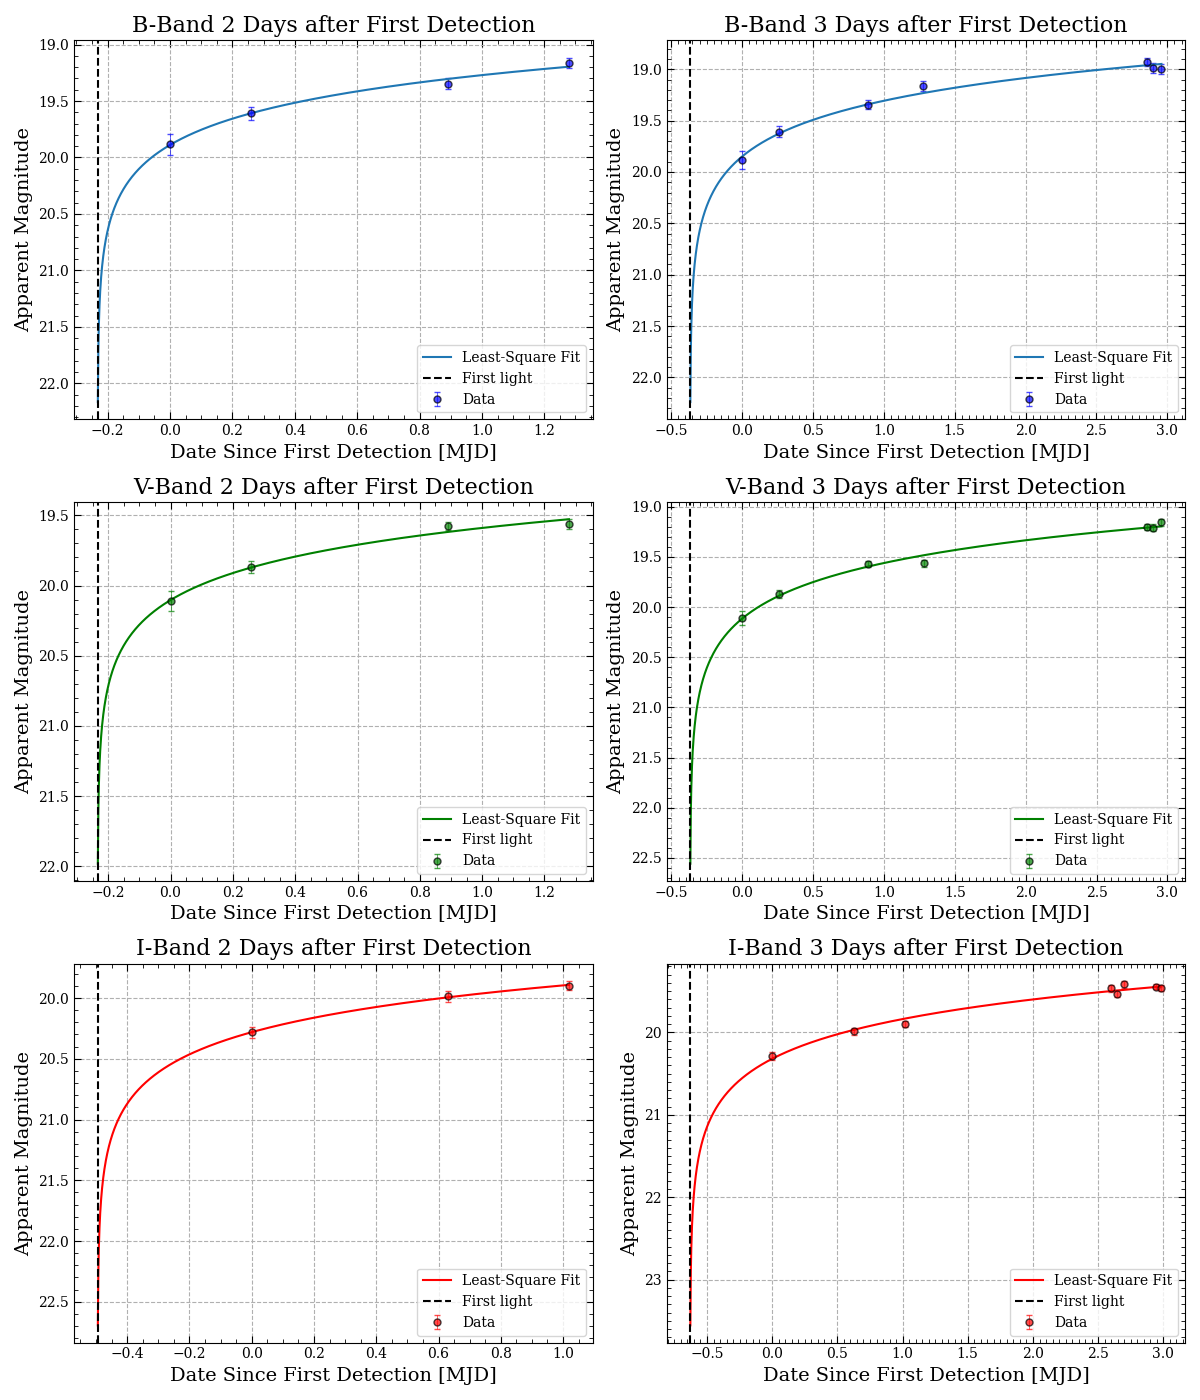 B-Band 2 Days after First Detection
19.0
19.5
20.0
20.5
21.0
21.5
22.0
Apparent Magnitude
Least-Square Fit
First light
Data
−0.2 0.0 0.2 0.4 0.6 0.8 1.0 1.2
Date Since First Detection [MJD]
B-Band 3 Days after First Detection
19.0
19.5
20.0
20.5
21.0
21.5
22.0
Apparent Magnitude
Least-Square Fit
First light
Data
−0.5 0.0 0.5 1.0 1.5 2.0 2.5 3.0
Date Since First Detection [MJD]
V-Band 2 Days after First Detection
19.5
20.0
20.5
21.0
21.5
22.0
Apparent Magnitude
Least-Square Fit
First light
Data
−0.2 0.0 0.2 0.4 0.6 0.8 1.0 1.2
Date Since First Detection [MJD]
V-Band 3 Days after First Detection
19.0
19.5
20.0
20.5
21.0
21.5
22.0
22.5
Apparent Magnitude
Least-Square Fit
First light
Data
−0.5 0.0 0.5 1.0 1.5 2.0 2.5 3.0
Date Since First Detection [MJD]
I-Band 2 Days after First Detection
20.0
20.5
21.0
21.5
22.0
22.5
Apparent Magnitude
Least-Square Fit
First light
Data
−0.4 −0.2 0.0 0.2 0.4 0.6 0.8 1.0
Date Since First Detection [MJD]
I-Band 3 Days after First Detection
20
21
22
23
Apparent Magnitude
Least-Square Fit
First light
Data
−0.5 0.0 0.5 1.0 1.5 2.0 2.5 3.0
Date Since First Detection [MJD]